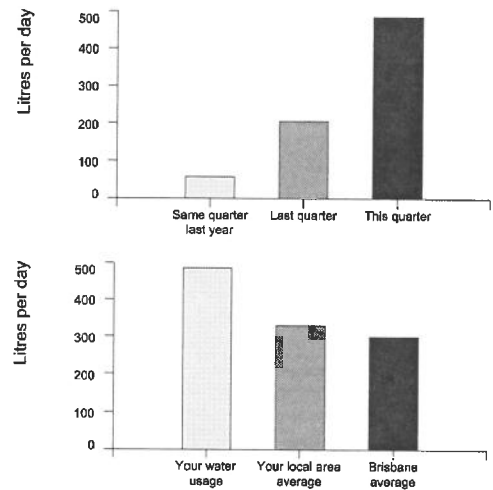 Litres per day
500
400
300
200
100
0
Same quarter
last year
Last quarter
This quarter
Litres per day
500
400
300
200
100
0
Your water
usage
Your local area
average
Brisbane
average